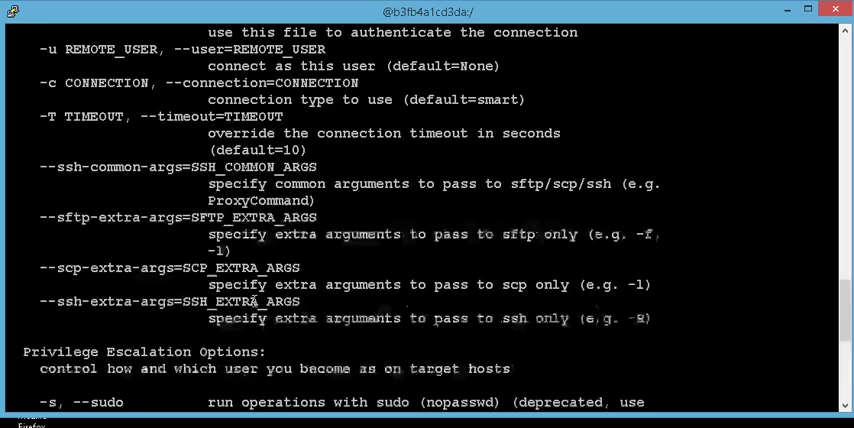 @b3fb4a1cd3da:/
use this file to authenticate the connection
-u REMOTE_USER, --user=REMOTE_USER
connect as this user (default=None)
-c CONNECTION, --connection=CONNECTION
connection type to use (default=smart)
-T TIMEOUT, --timeout=TIMEOUT
override the connection timeout in seconds
(default=10)
--ssh-common-args=SSH_COMMON_ARGS
specify common arguments to pass to sftp/scp/ssh (e.g.
ProxyCommand)
--sftp-extra-args=SFTP_EXTRA_ARGS
specify extra arguments to pass to sftp only (e.g. -f,
-l)
--scp-extra-args=SCP_EXTRA_ARGS
specify extra arguments to pass to scp only (e.g. -l)
--ssh-extra-args=SSH_EXTRA_ARGS
specify extra arguments to pass to ssh only (e.g.
Privilege Escalation Options:
control how and which user you become as on target hosts
-s, --sudo run operations with sudo (nopasswd) (deprecated, use
Firefox